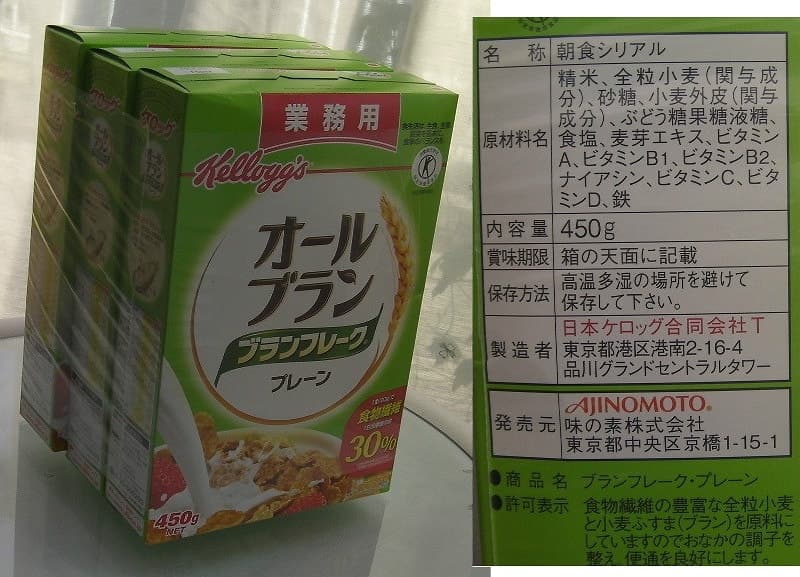 業務用
Kellogg's
オール
ブラン
ブランフレーク
プレーン
食物繊維
30%
450g
NET
ケロッグ
名称 朝食シリアル
原材料名 精米、全粒小麦(関与成
分)、砂糖、小麦外皮(関与
成分)、ぶどう糖果糖液糖、
食塩、麦芽エキス、ビタミン
A、ビタミンB1、ビタミンB2、
ナイアシン、ビタミンC、ビタ
ミンD、鉄
内容量 450g
賞味期限 箱の天面に記載
保存方法 高温多湿の場所を避けて
保存して下さい。
製造者 日本ケロッグ合同会社T
東京都港区港南2-16-4
品川グランドセントラルタワー
発売元 AJINOMOTO®
味の素株式会社
東京都中央区京橋1-15-1
●商品名 ブランフレーク・プレーン
●許可表示 食物繊維の豊富な全粒小麦
と小麦ふすま(ブラン)を原料に
していますのでおなかの調子を
整え、便通を良好にします。